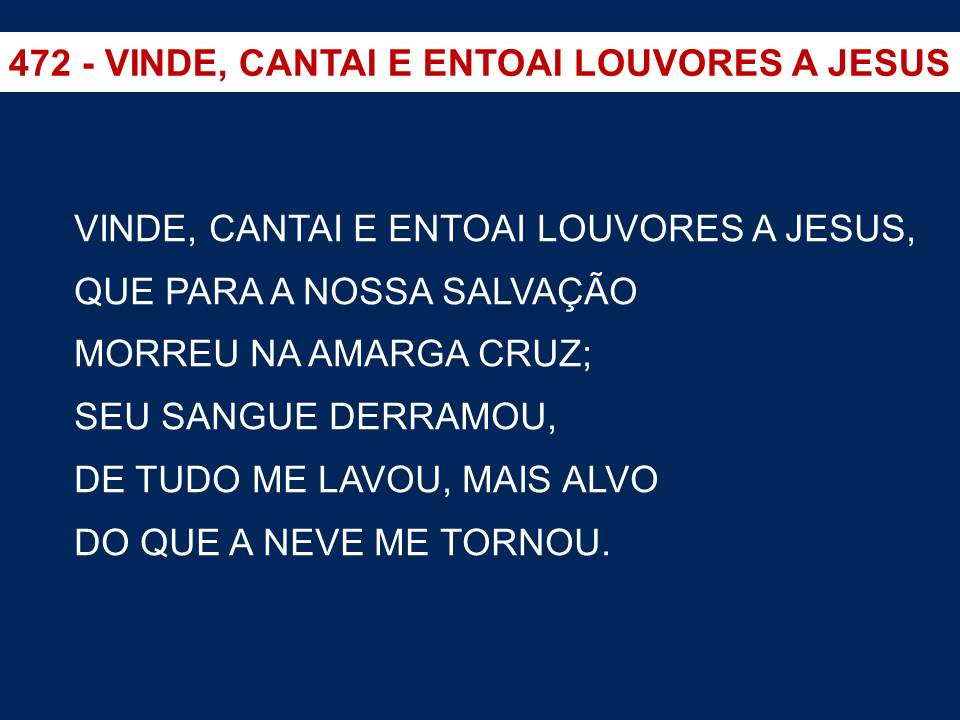 472 - VINDE, CANTAI E ENTOAI LOUVORES A JESUS
VINDE, CANTAI E ENTOAI LOUVORES A JESUS,
QUE PARA A NOSSA SALVAÇÃO
MORREU NA AMARGA CRUZ;
SEU SANGUE DERRAMOU,
DE TUDO ME LAVOU, MAIS ALVO
DO QUE A NEVE ME TORNOU.